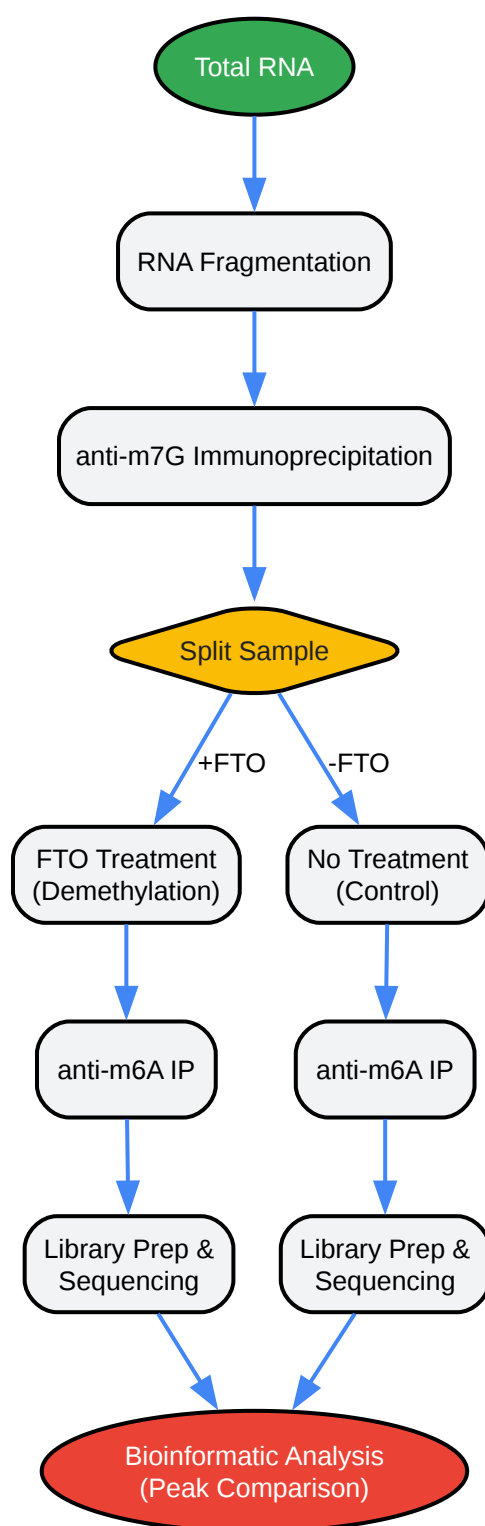 Total RNA
RNA Fragmentation
anti-m7G Immunoprecipitation
Split Sample
+FTO
-FTO
FTO Treatment
(Demethylation)
No Treatment
(Control)
anti-m6A IP
anti-m6A IP
Library Prep &
Sequencing
Library Prep &
Sequencing
Bioinformatic Analysis
(Peak Comparison)